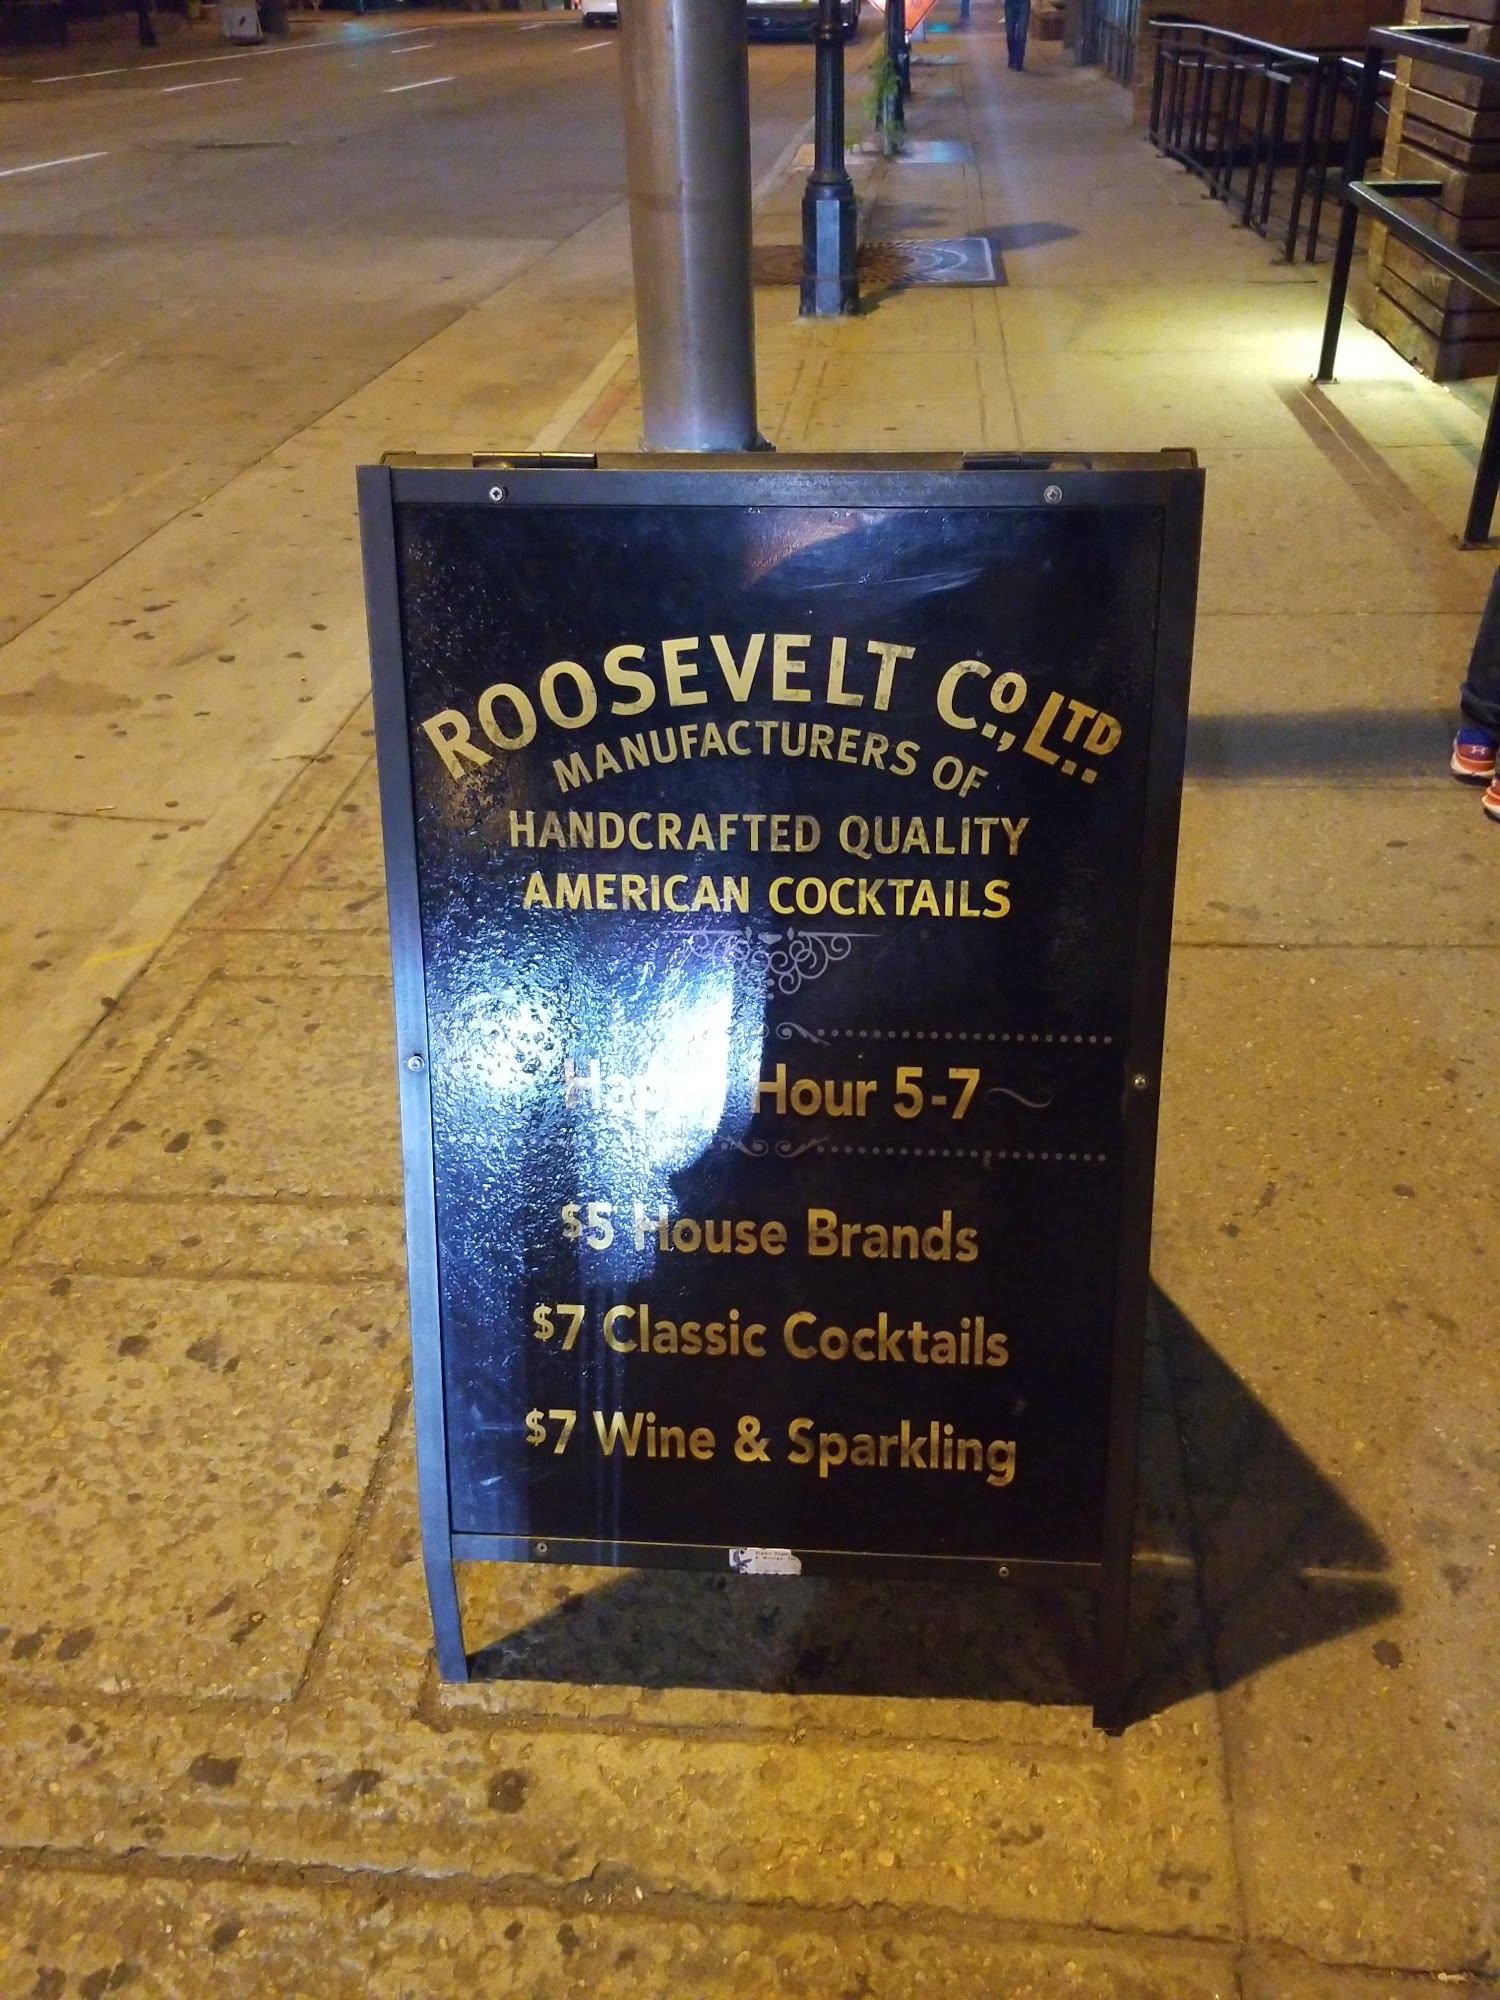 ROOSEVELT CO., LTD.
MANUFACTURERS OF
HANDCRAFTED QUALITY
AMERICAN COCKTAILS
Happy Hour 5-7
$5 House Brands
$7 Classic Cocktails
$7 Wine & Sparkling